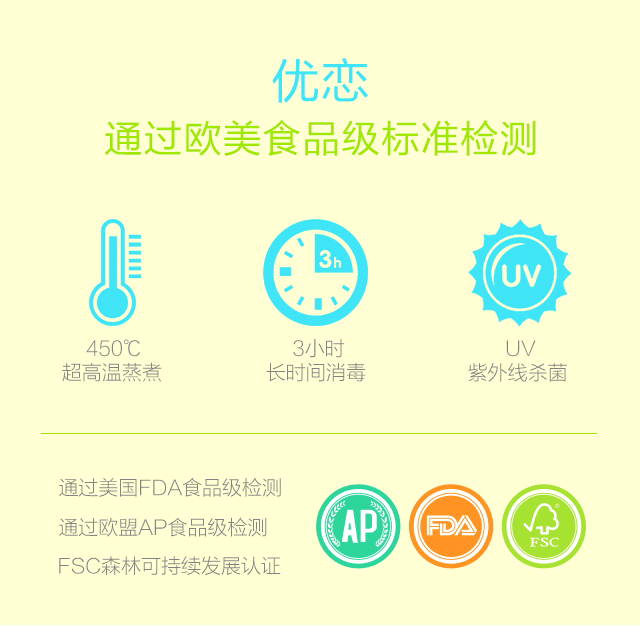 优恋
通过欧美食品级标准检测
3h
UV
450℃
超高温蒸煮
3小时
长时间消毒
UV
紫外线杀菌
通过美国FDA食品级检测
通过欧盟AP食品级检测
FSC森林可持续发展认证
AP
FDA
FSC